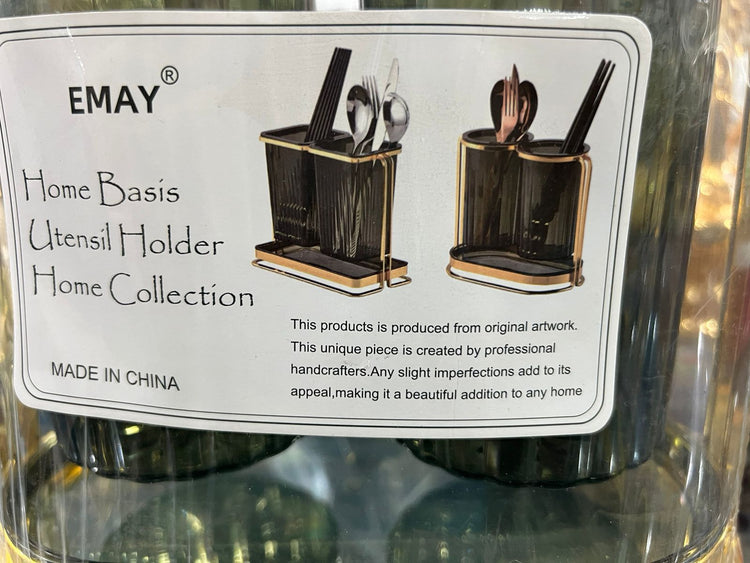 EMAY®
Home Basis
Utensil Holder
Home Collection
MADE IN CHINA
This products is produced from original artwork.
This unique piece is created by professional
handcrafters.Any slight imperfections add to its
appeal,making it a beautiful addition to any home